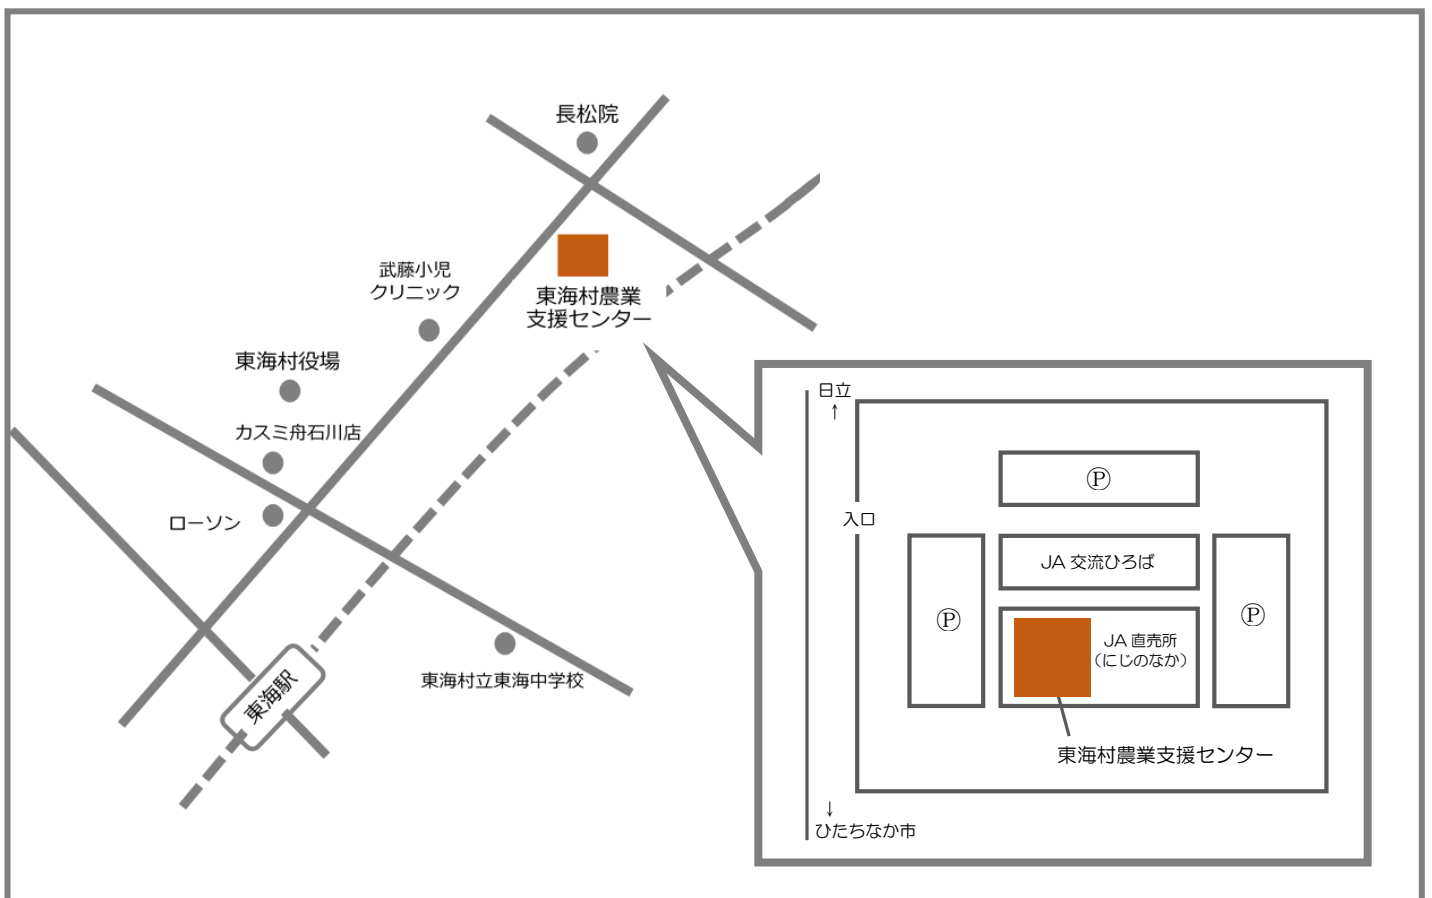 長松院
武藤小児
クリニック
東海村農業
支援センター
東海村役場
カスミ舟石川店
ローソン
東海村立東海中学校
東海駅
日立
↑
入口
Ⓟ
JA 交流ひろば
Ⓟ
Ⓟ
JA 直売所
（にじのなか）
東海村農業支援センター
↓
ひたちなか市